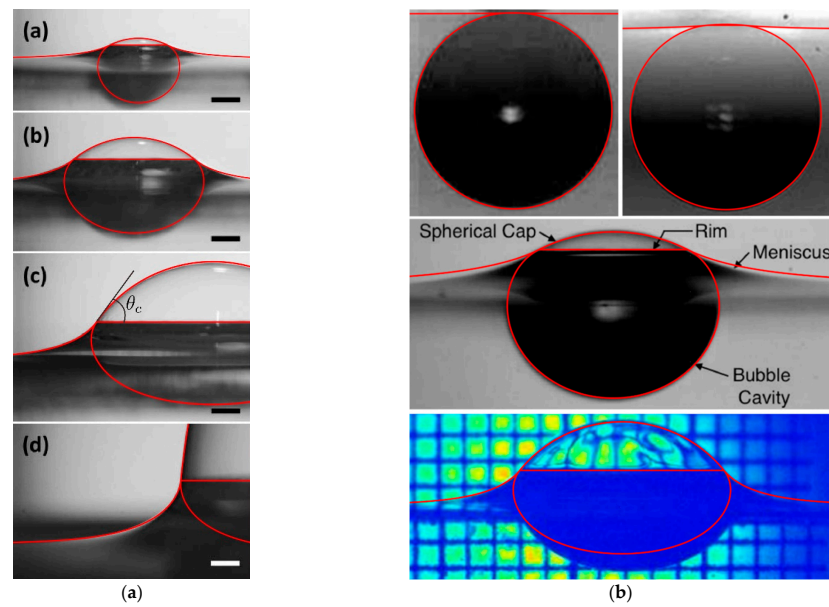 (a)
(b)
(c)
θc
(d)
(a)
Spherical Cap
Rim
Meniscus
Bubble
Cavity
(b)